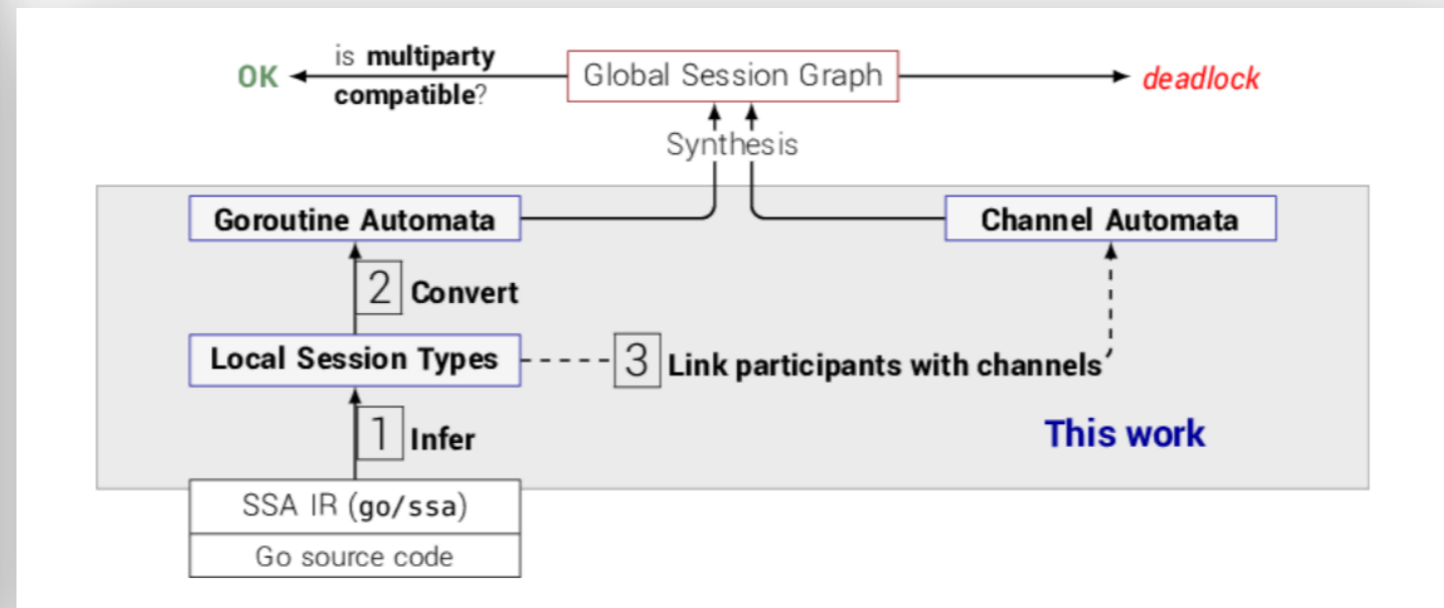 is multiparty
OK
compatible?
Global Session Graph
deadlock
Synthesis
Goroutine Automata
Channel Automata
2 Convert
Local Session Types
3 Link participants with channels
1 Infer
This work
SSA IR (go/ssa)
Go source code